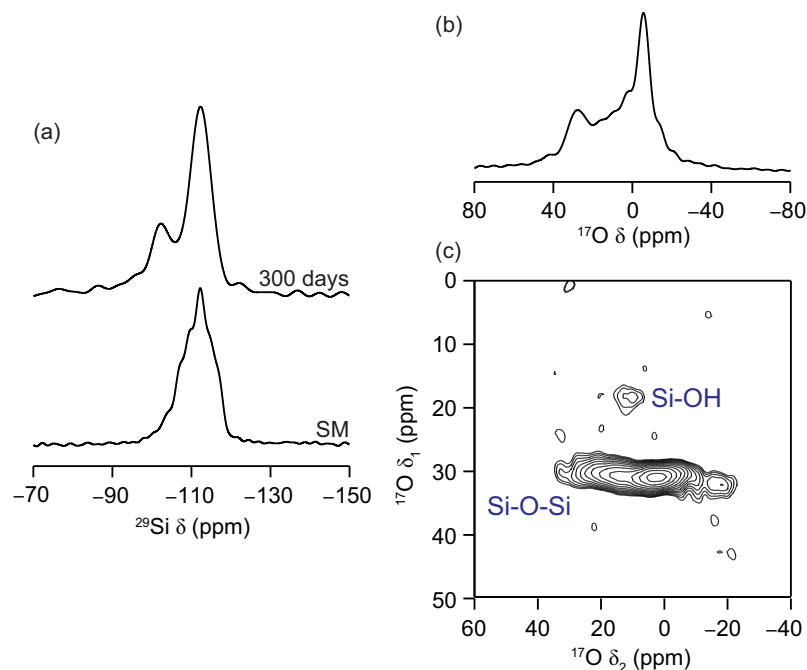 (a)
300 days
SM
−70 −90 −110 −130 −150
²⁹Si δ (ppm)
(b)
80 40 0 −40 −80
¹⁷O δ (ppm)
(c)
0
10
20
30
40
50
¹⁷O δ₁ (ppm)
Si-OH
Si-O-Si
60 40 20 0 −20 −40
¹⁷O δ₂ (ppm)